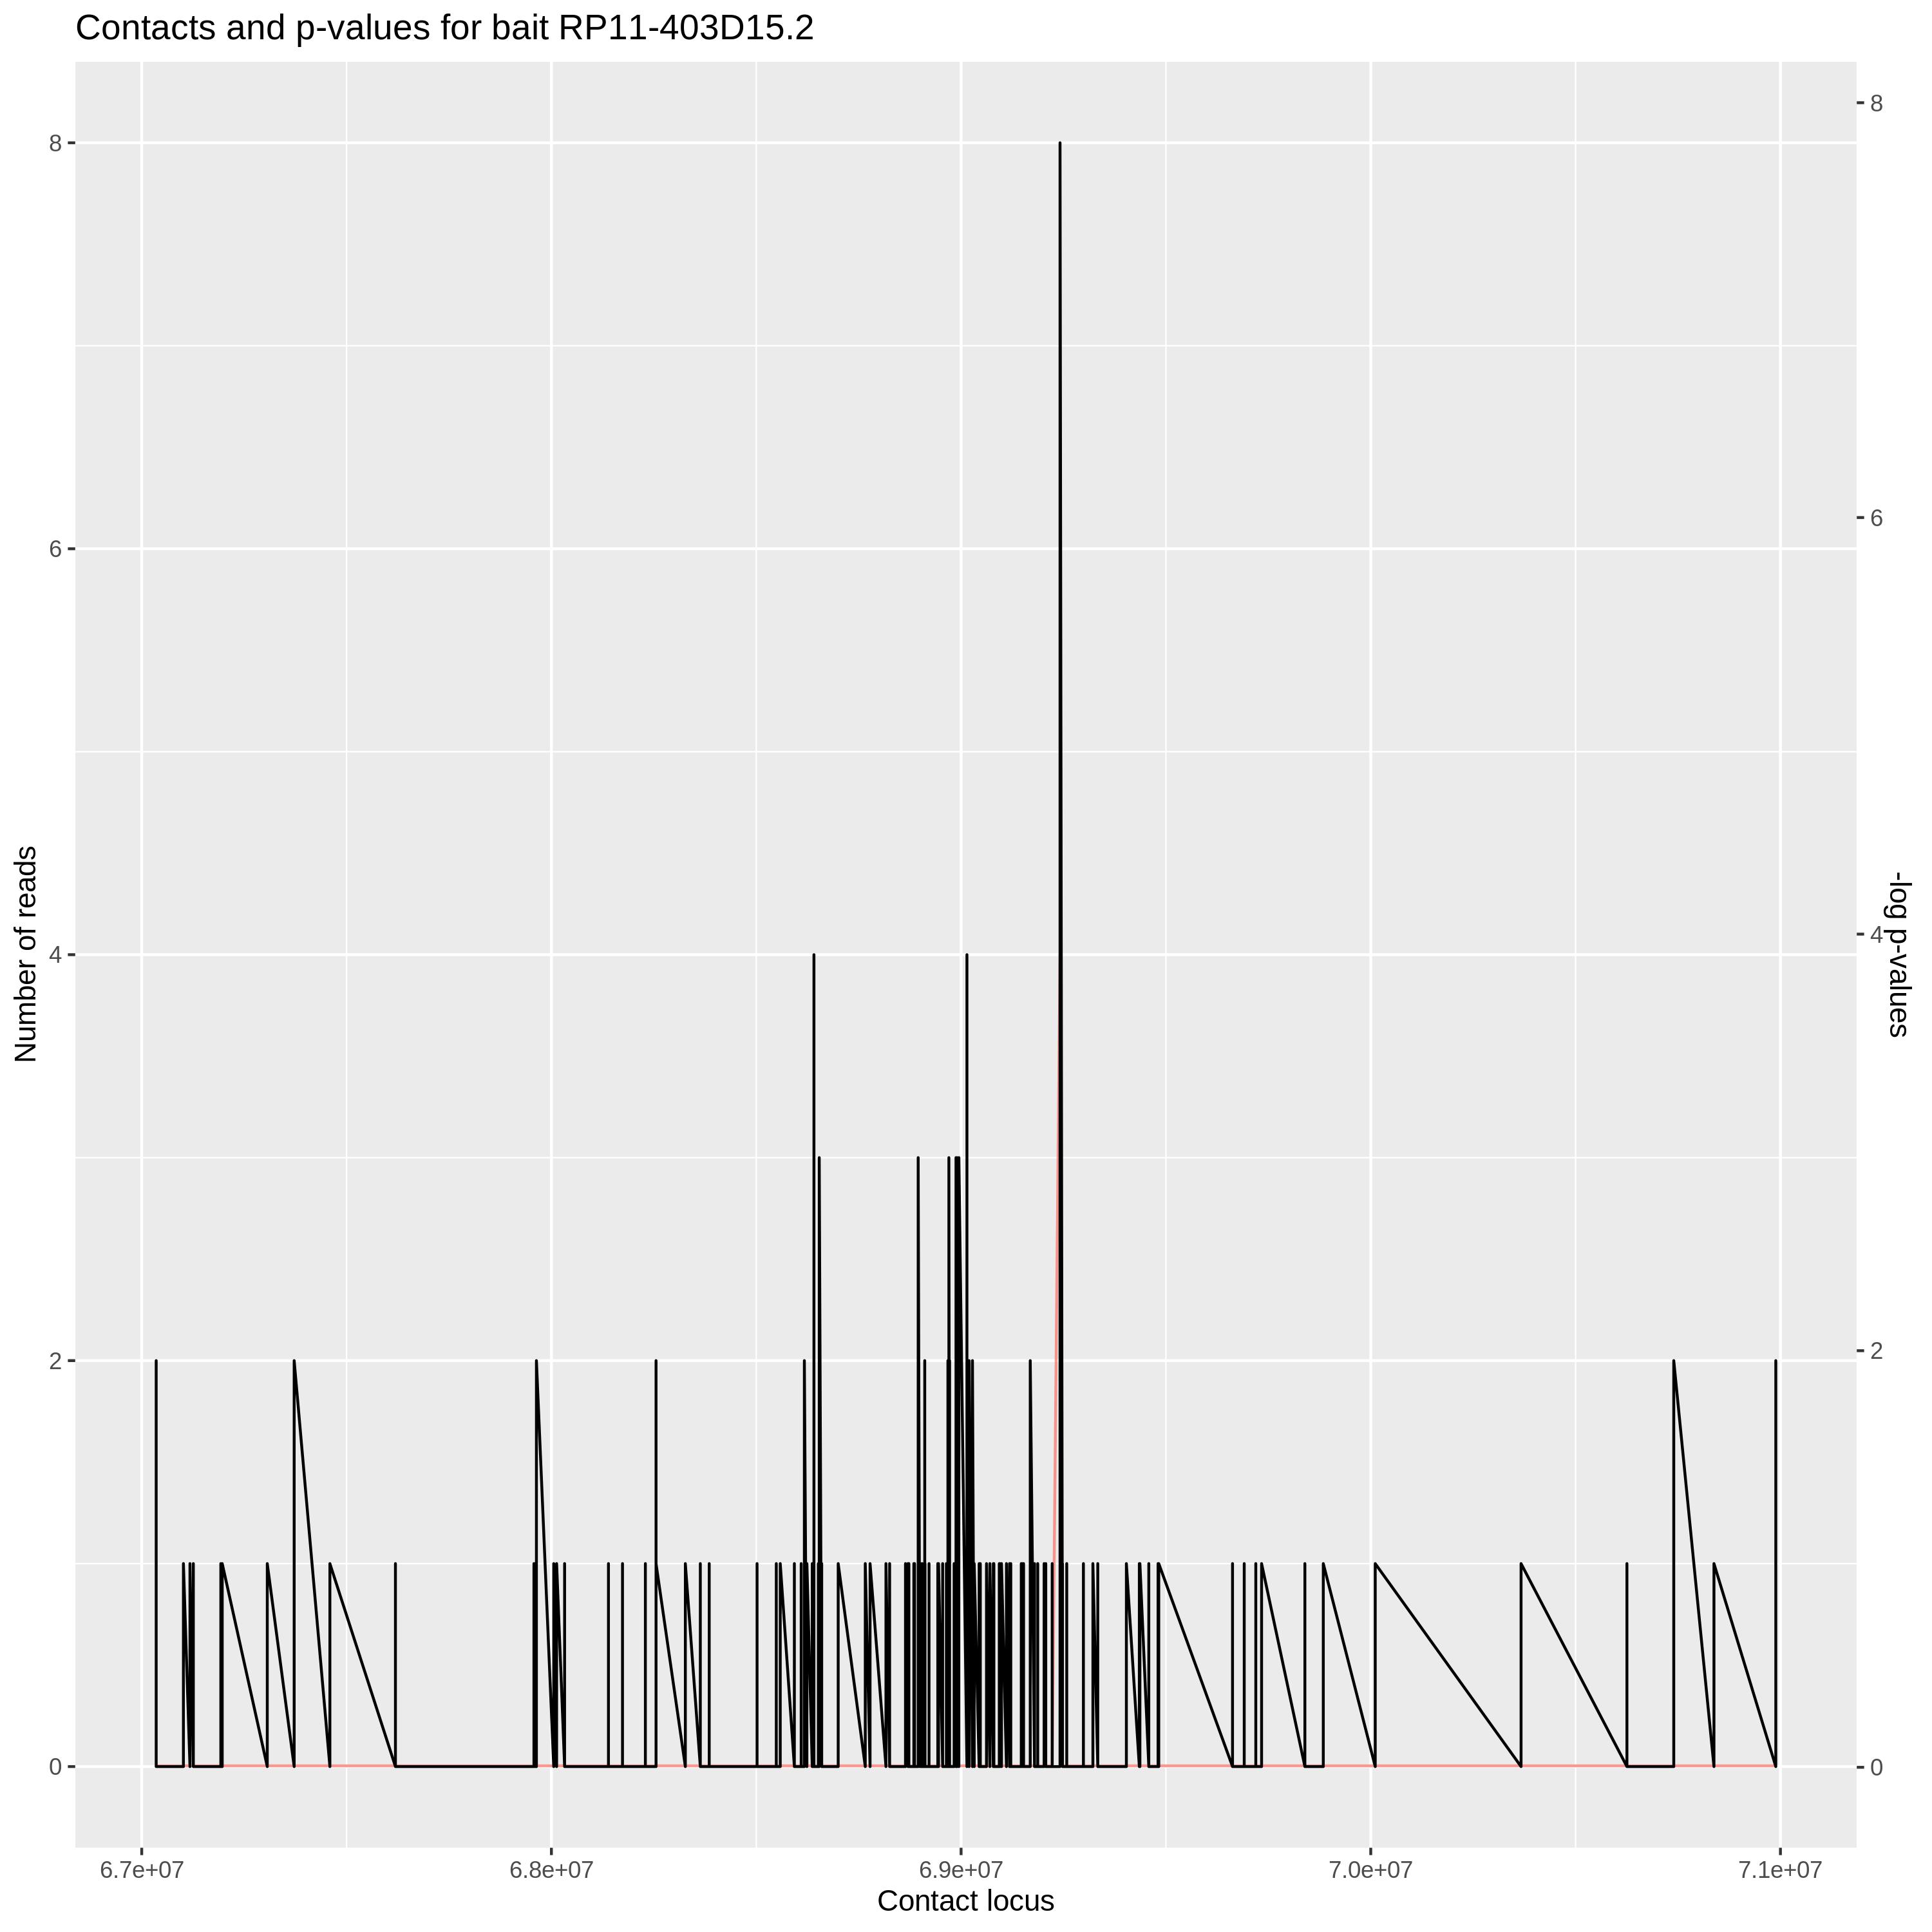 Contacts and p-values for bait RP11-403D15.2
8
6
4
2
0
Number of reads
8
6
4
2
0
-log p-values
6.7e+07
6.8e+07
6.9e+07
7.0e+07
7.1e+07
Contact locus